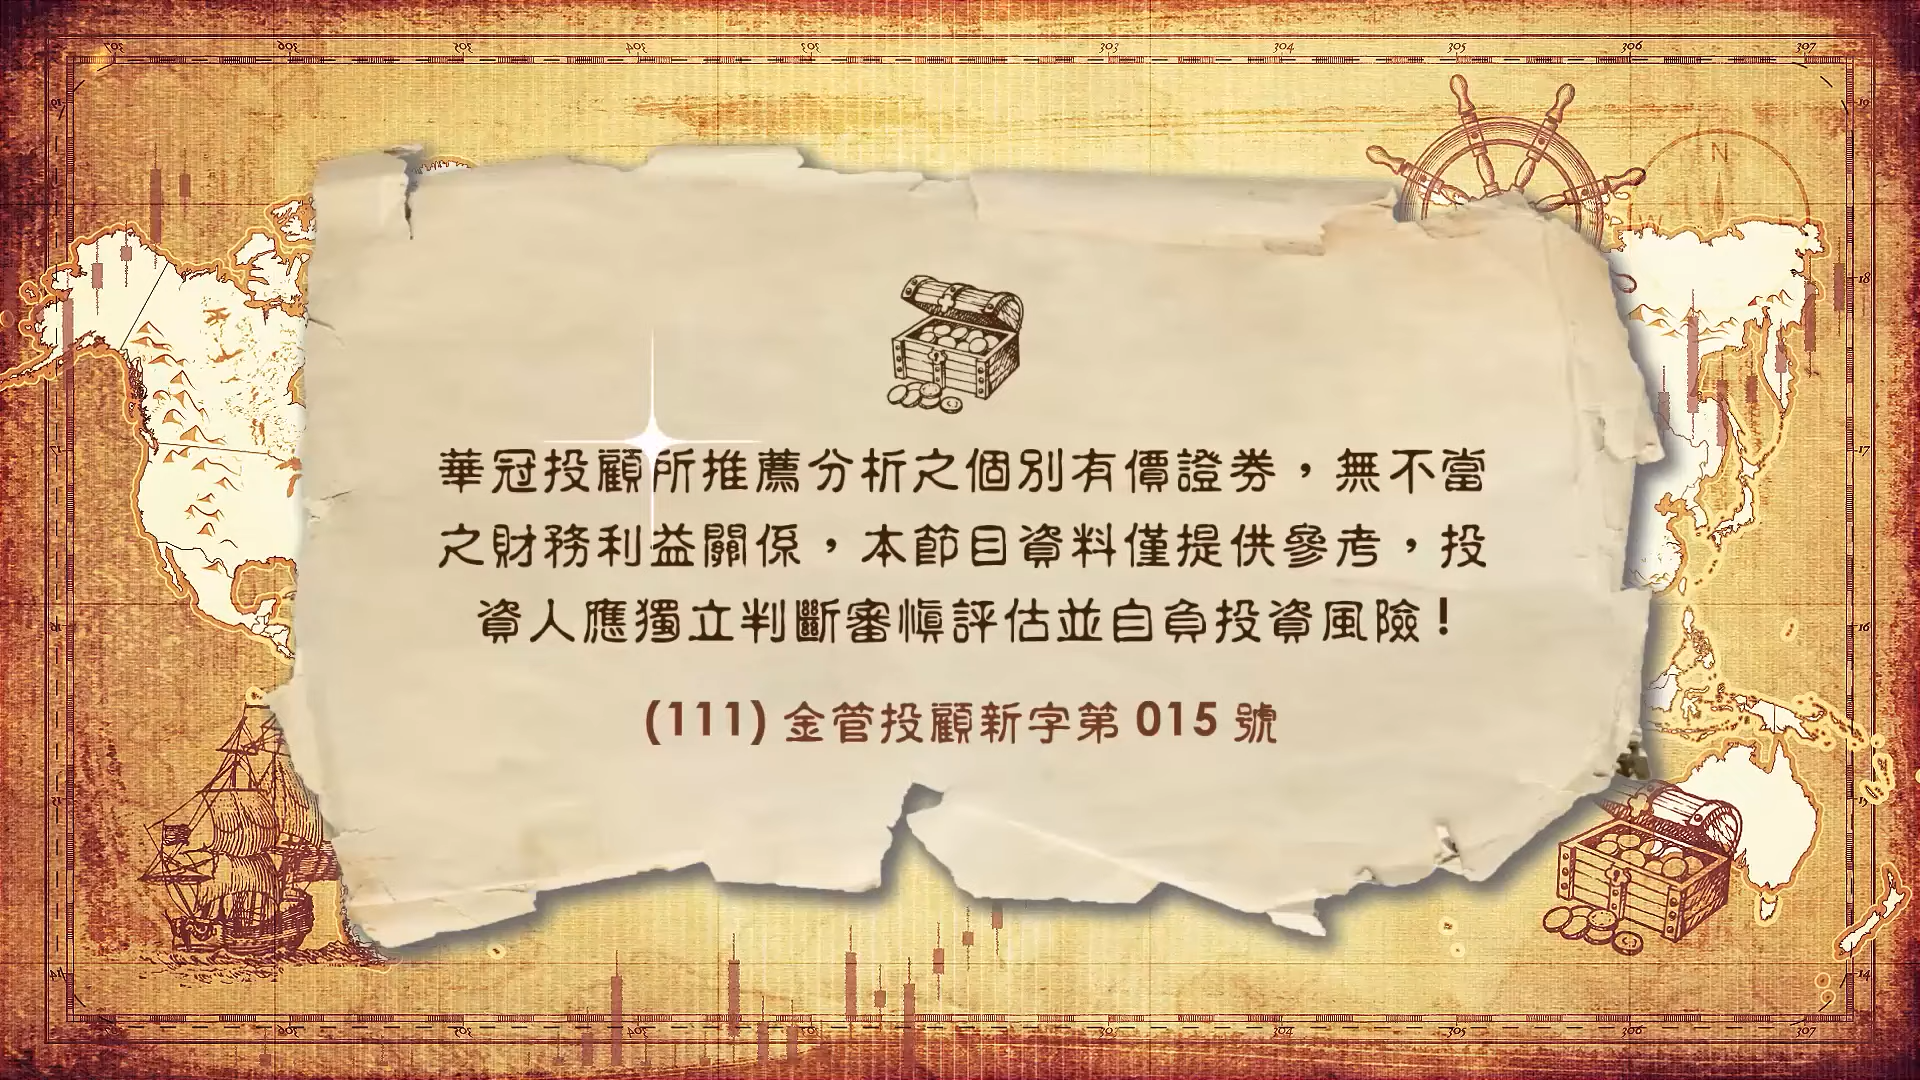 華冠投顧所推薦分析之個別有價證券，無不當
之財務利益關係，本節目資料僅提供參考，投
資人應獨立判斷審慎評估並自負投資風險！
(111) 金管投顧新字第 015 號